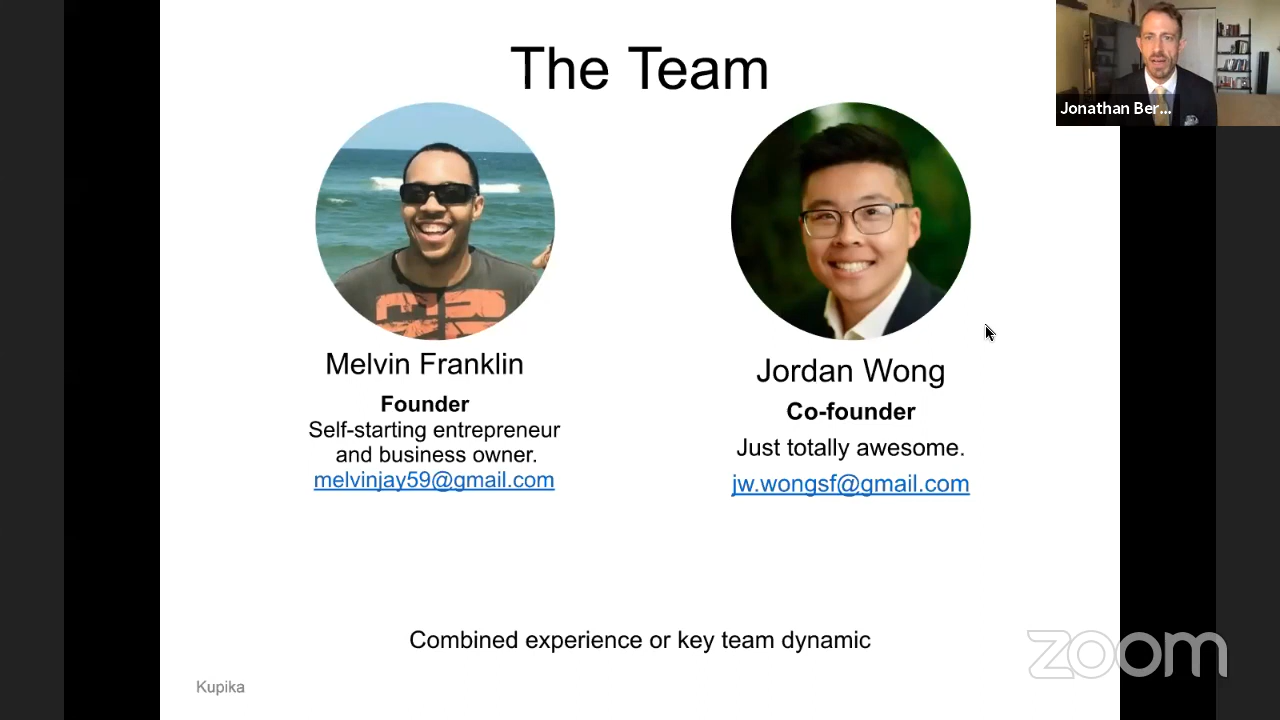 The Team
Jonathan Ber...
Melvin Franklin
Founder
Self-starting entrepreneur
and business owner.
melvinjay59@gmail.com
Jordan Wong
Co-founder
Just totally awesome.
jw.wongsf@gmail.com
Combined experience or key team dynamic
Kupika
zoom